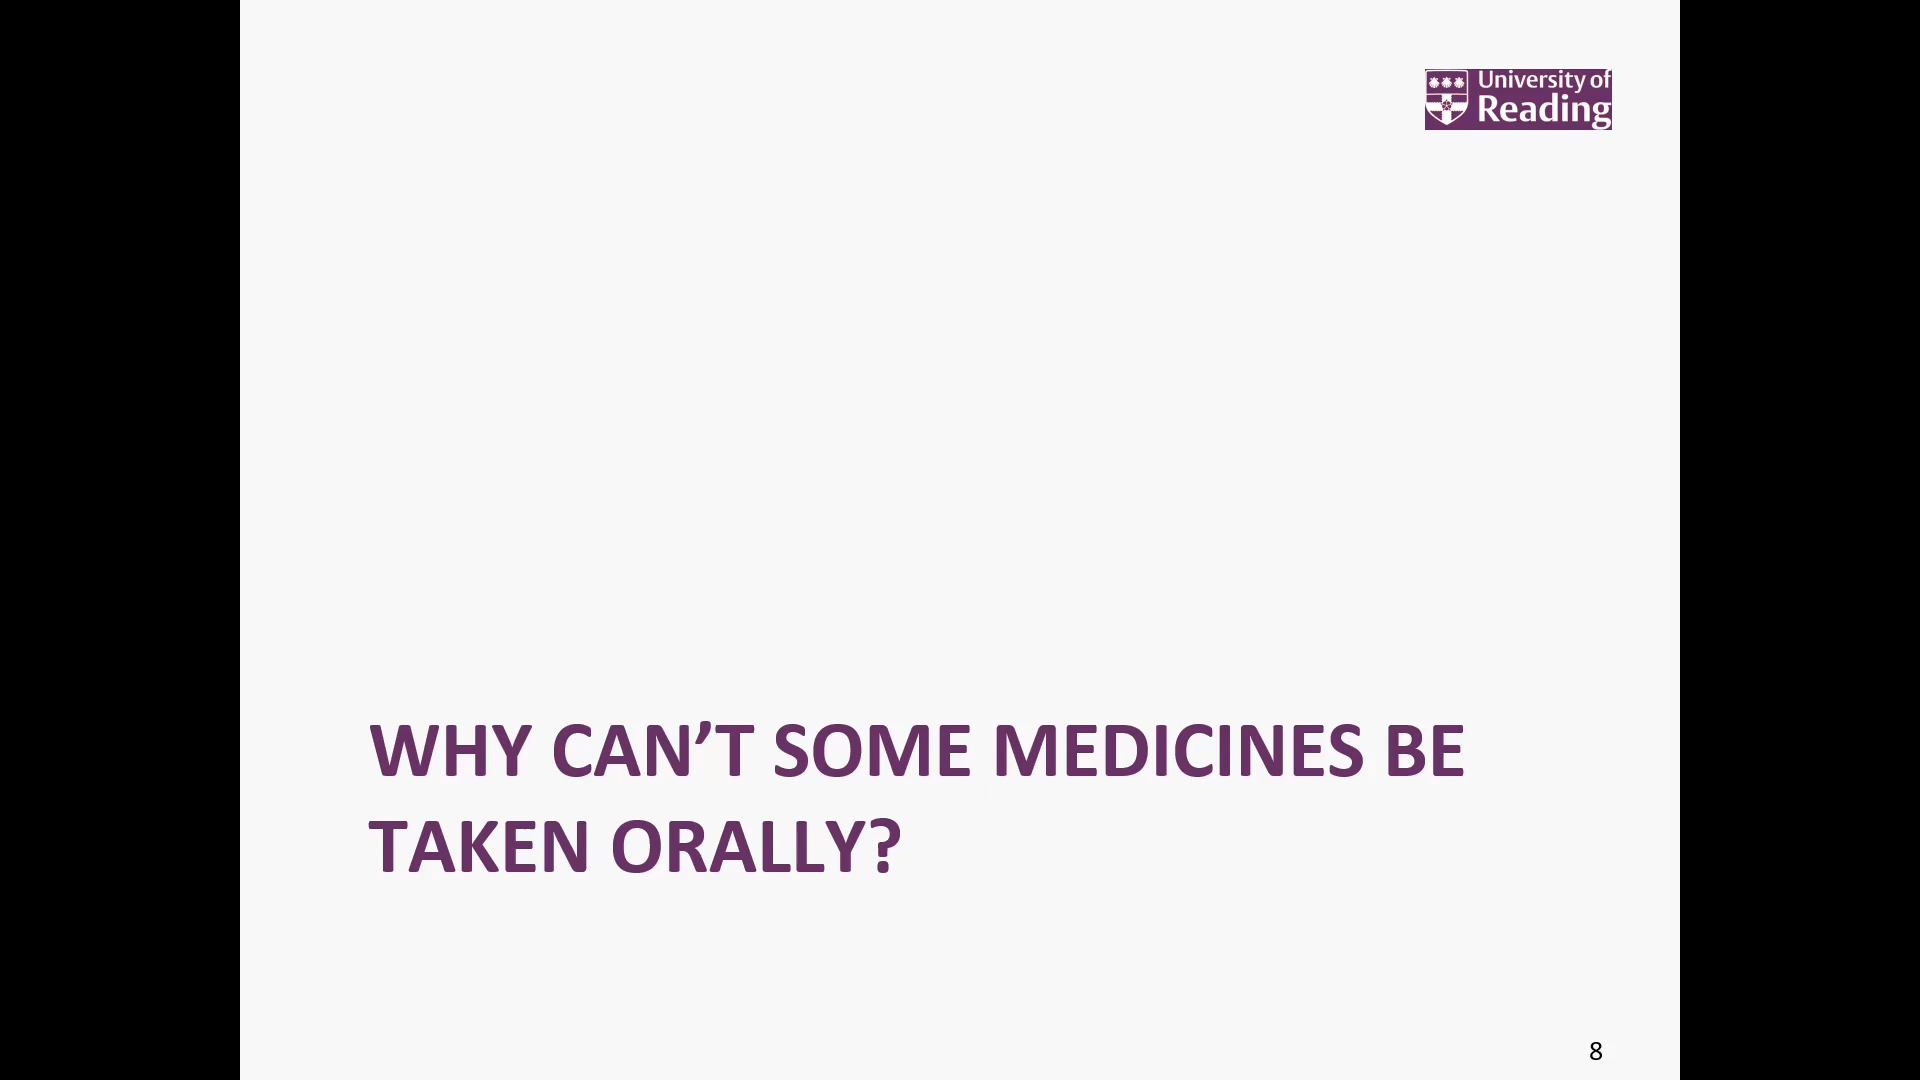 University of
Reading
WHY CAN’T SOME MEDICINES BE
TAKEN ORALLY?
8